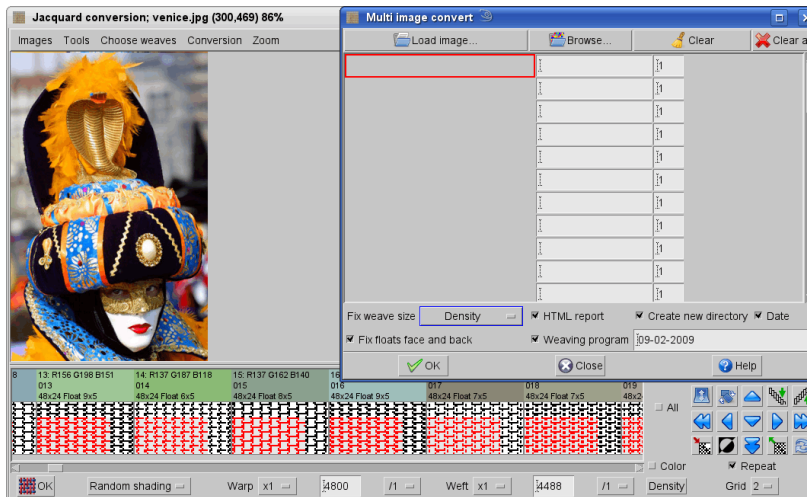 Jacquard conversion; venice.jpg (300,469) 86%
Images Tools Choose weaves Conversion Zoom
Multi image convert
Load image... Browse... Clear Clear a
1
1
1
1
1
1
1
1
1
1
1
Fix weave size Density HTML report Create new directory Date
Fix floats face and back Weaving program 09-02-2009
OK Close Help
8 13: R156 G198 B151 14: R137 G187 B118 15: R137 G162 B140 16
013 014 015 016 017 018 019
48x24 Float 9x5 48x24 Float 6x5 48x24 Float 8x5 48x24 Float 9x5 48x24 Float 7x5 48x24 Float 7x5 48x2
All
Color Repeat
OK Random shading Warp x1 4800 /1 Weft x1 4488 /1 Density Grid 2